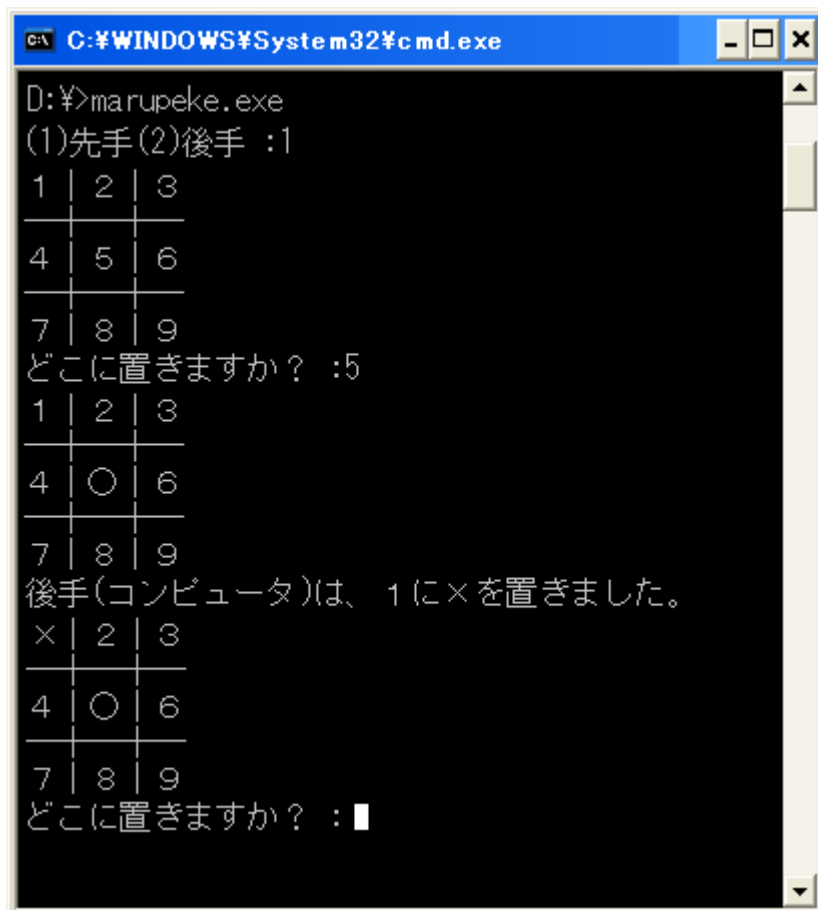 C:¥WINDOWS¥System32¥cmd.exe
D:¥>marupeke.exe
(1)先手(2)後手 :1
１｜２｜３
４｜５｜６
７｜８｜９
どこに置きますか？ :5
１｜２｜３
４｜○｜６
７｜８｜９
後手(コンピュータ)は、１に×を置きました。
×｜２｜３
４｜○｜６
７｜８｜９
どこに置きますか？ :